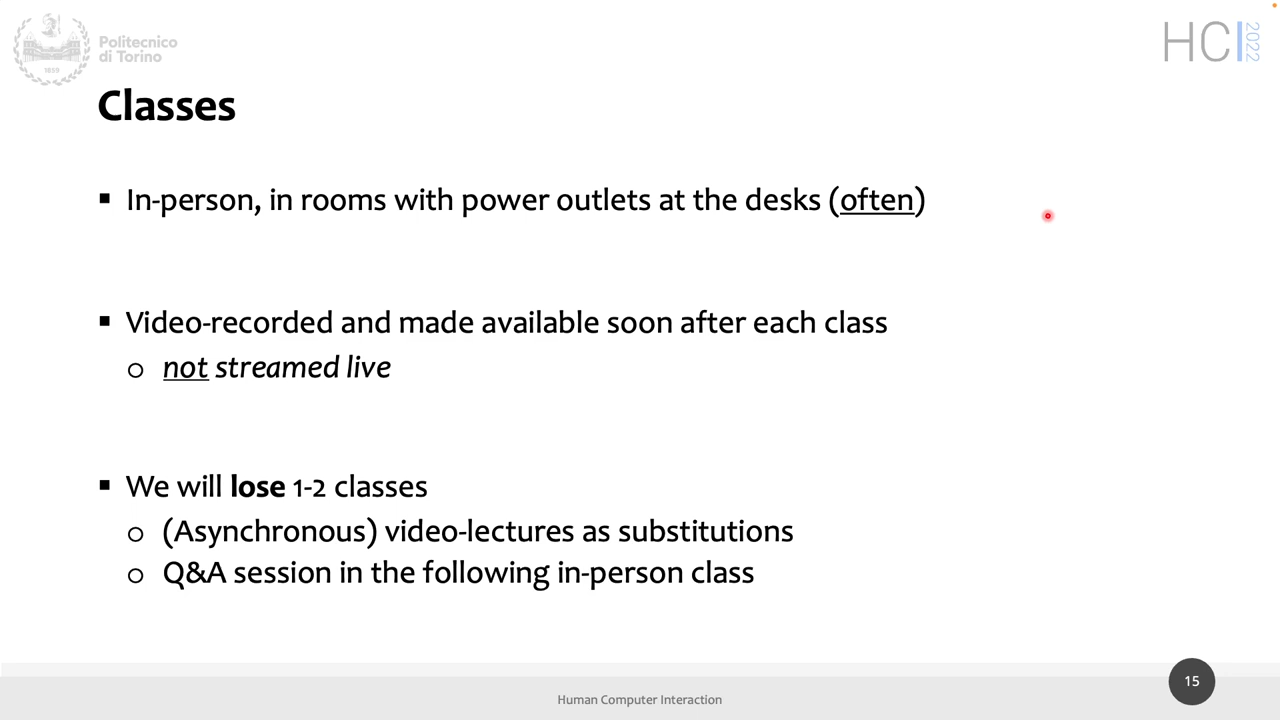 Politecnico
di Torino
1859
HCI 2022
Classes
▪ In-person, in rooms with power outlets at the desks (often)
▪ Video-recorded and made available soon after each class
o not streamed live
▪ We will lose 1-2 classes
o (Asynchronous) video-lectures as substitutions
o Q&A session in the following in-person class
Human Computer Interaction
15